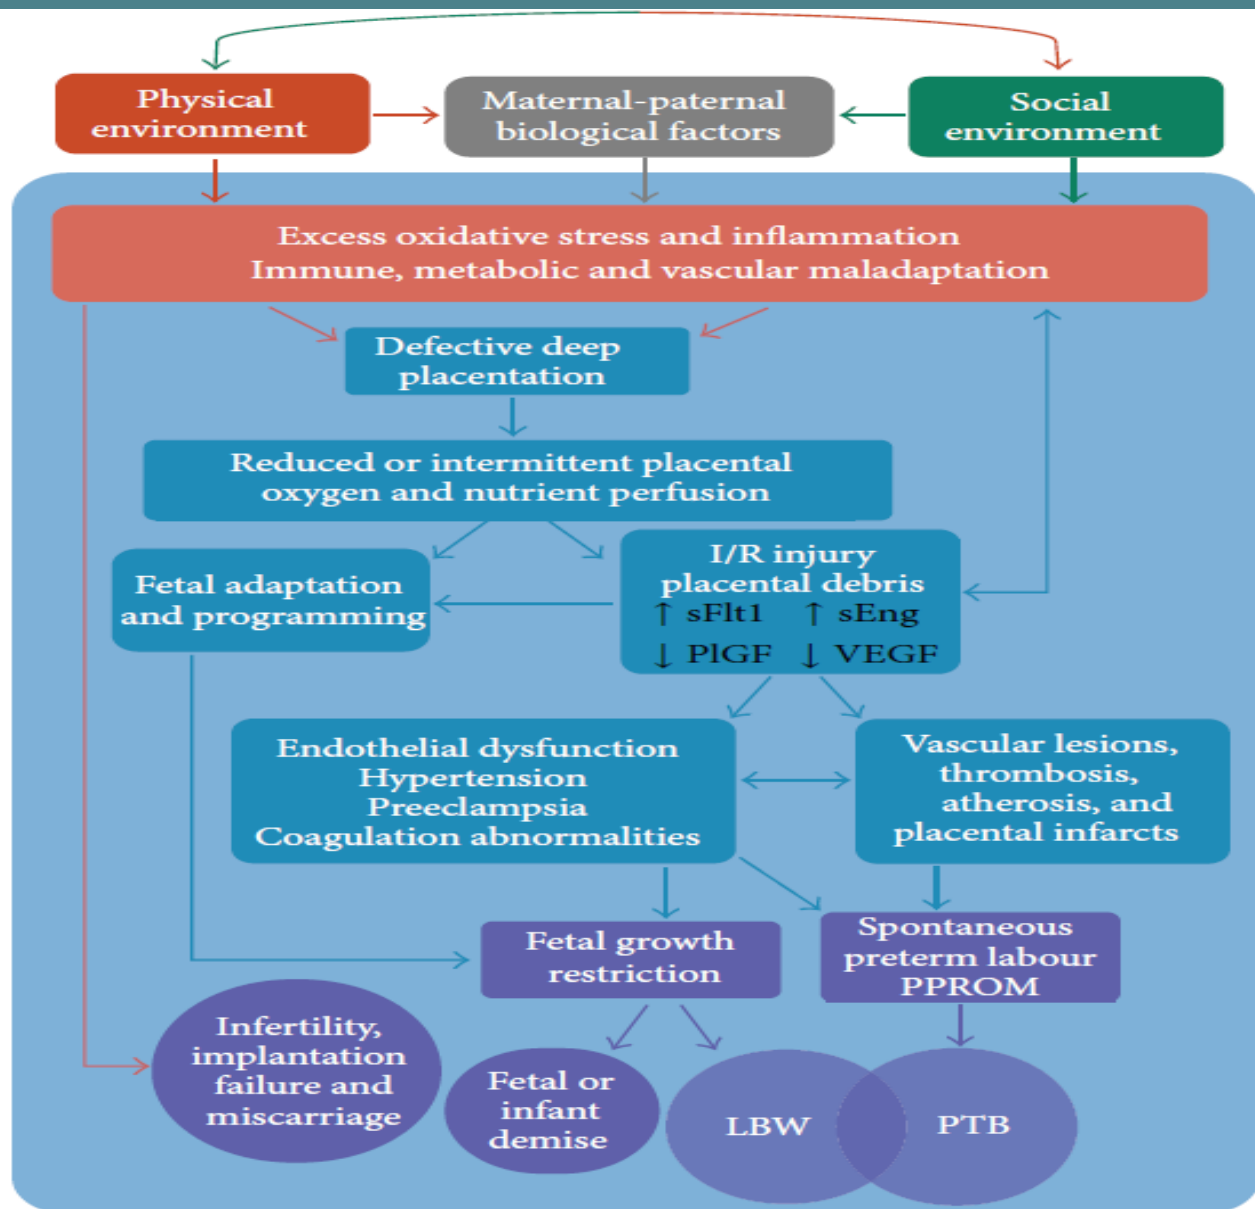 Physical
environment
Maternal-paternal
biological factors
Social
environment
Excess oxidative stress and inflammation
Immune, metabolic and vascular maladaptation
Defective deep
placentation
Reduced or intermittent placental
oxygen and nutrient perfusion
Fetal adaptation
and programming
I/R injury
placental debris
↑ sFlt1 ↑ sEng
↓ PlGF ↓ VEGF
Endothelial dysfunction
Hypertension
Preeclampsia
Coagulation abnormalities
Vascular lesions,
thrombosis,
atherosis, and
placental infarcts
Fetal growth
restriction
Spontaneous
preterm labour
PPROM
Infertility,
implantation
failure and
miscarriage
Fetal or
infant
demise
LBW
PTB